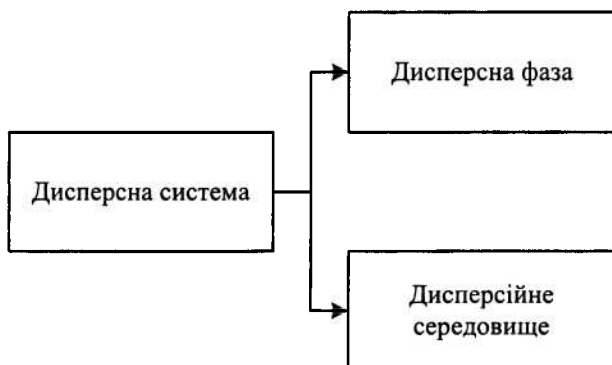 Дисперсна фаза
Дисперсна система
Дисперсійне
середовище